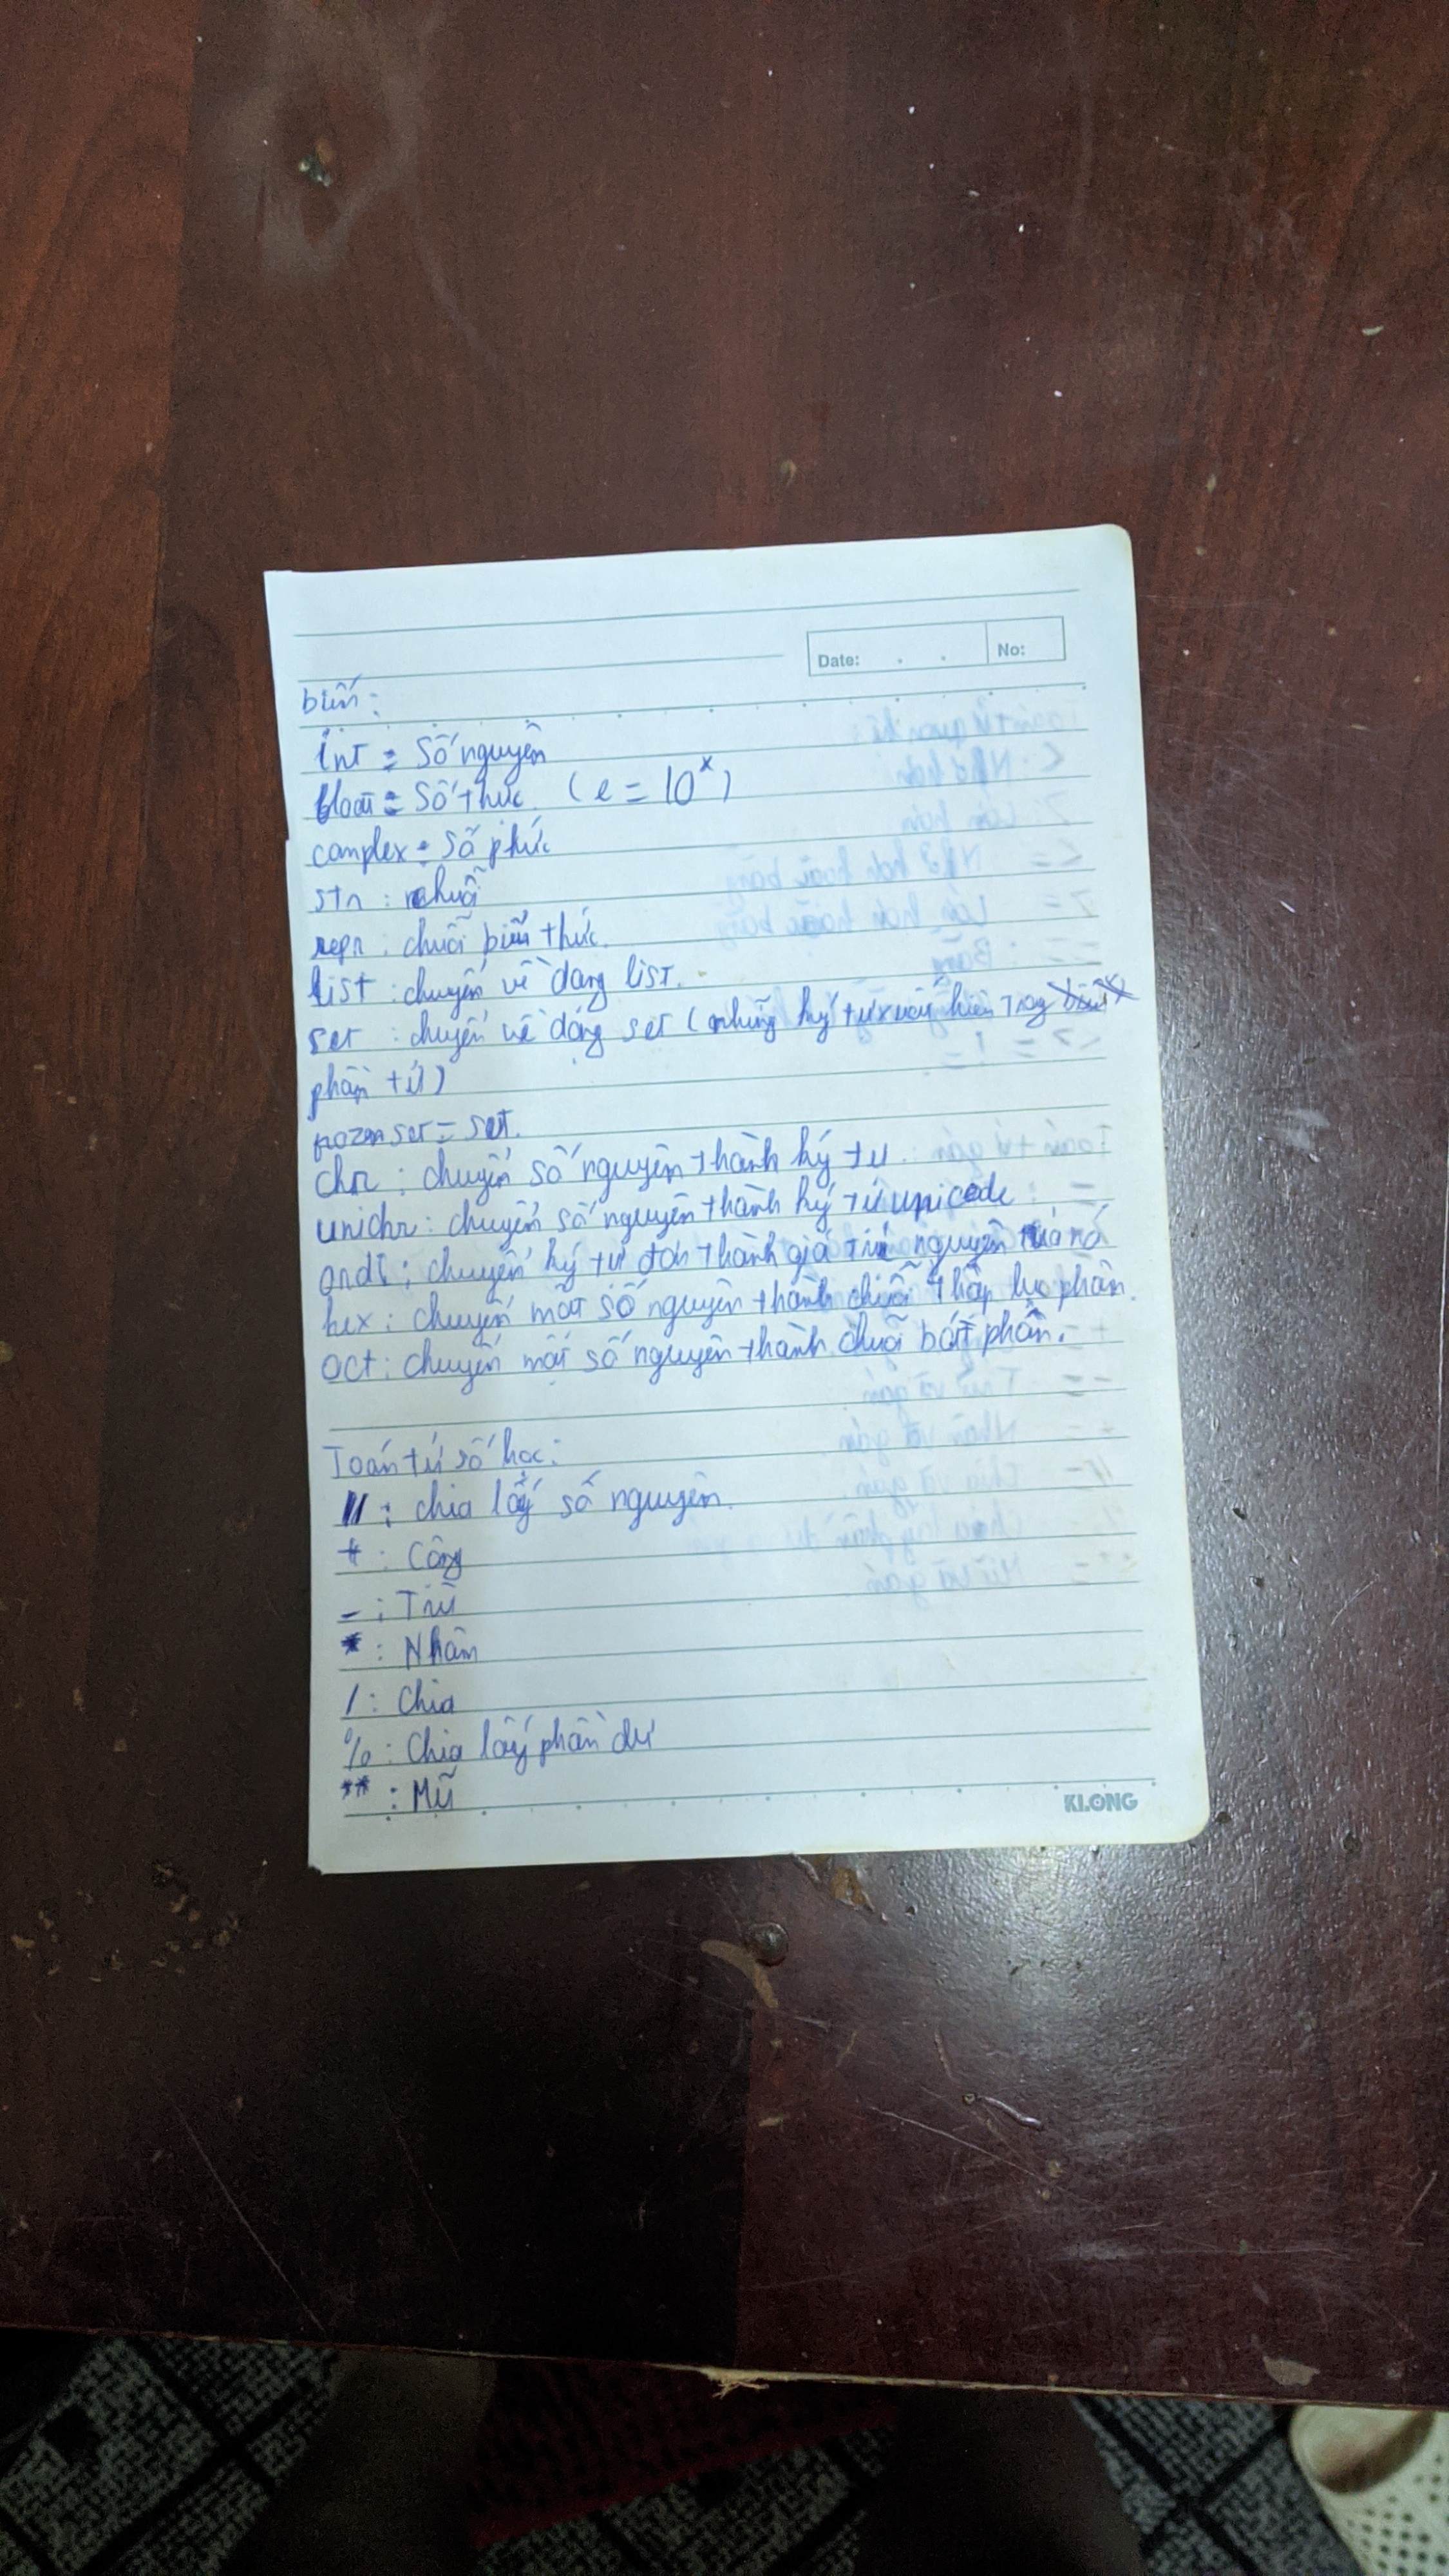 Date: . . No:
biến:
int : Số nguyên
float : Số thực. (e = 10^x)
complex : Số phức
str : chuỗi
repr : chuỗi biểu thức.
list : chuyển về dạng list.
set : chuyển về dạng set (những ký tự xuất hiện trong
phần tử)
set.
chr : chuyển số nguyên thành ký tự.
unichr : chuyển số nguyên thành ký tự unicode
: chuyển ký tự đơn thành giá trị nguyên của nó
hex : chuyển một số nguyên thành chuỗi thập lục phân.
oct : chuyển một số nguyên thành chuỗi bát phân.
Toán tử số học:
// : chia lấy số nguyên.
+ : Cộng
- : Trừ
* : Nhân
/ : Chia
% : Chia lấy phần dư
** : Mũ
KLONG